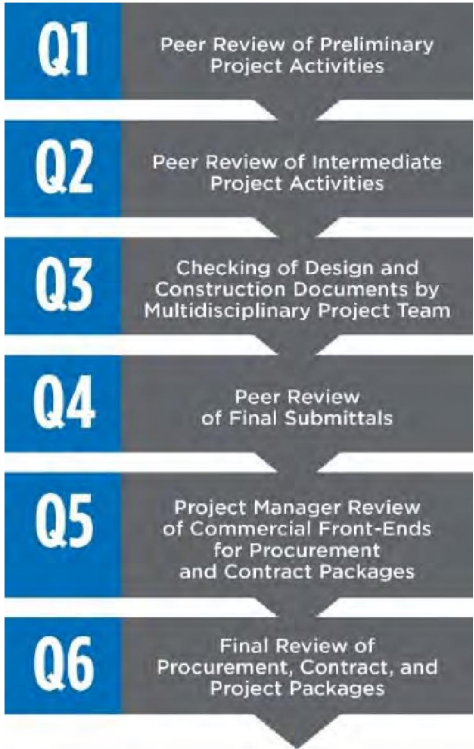 Q1
Peer Review of Preliminary
Project Activities
Q2
Peer Review of Intermediate
Project Activities
Q3
Checking of Design and
Construction Documents by
Multidisciplinary Project Team
Q4
Peer Review
of Final Submittals
Q5
Project Manager Review
of Commercial Front-Ends
for Procurement
and Contract Packages
Q6
Final Review of
Procurement, Contract, and
Project Packages